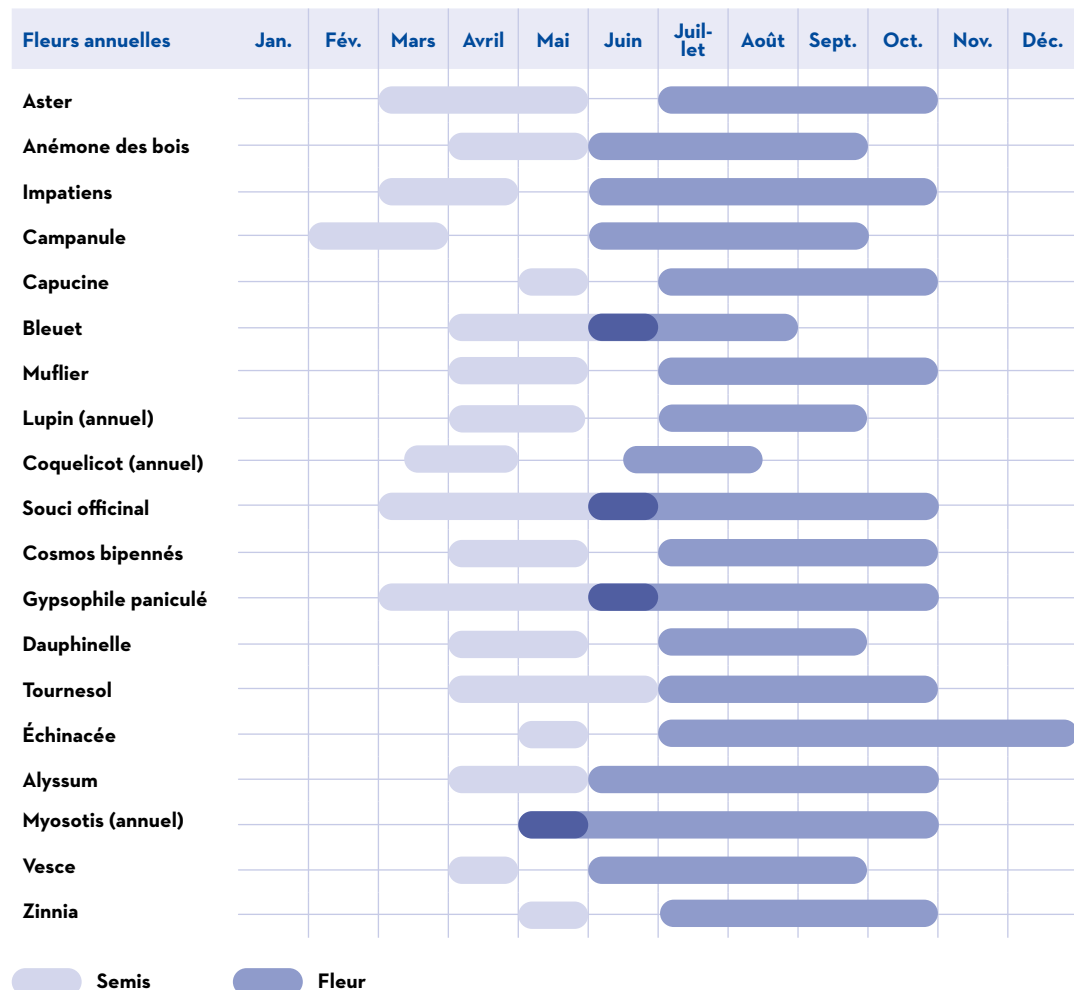 Fleurs annuelles Jan. Fév. Mars Avril Mai Juin Juil-
let Août Sept. Oct. Nov. Déc.
Aster
Anémone des bois
Impatiens
Campanule
Capucine
Bleuet
Muflier
Lupin (annuel)
Coquelicot (annuel)
Souci officinal
Cosmos bipennés
Gypsophile paniculé
Dauphinelle
Tournesol
Échinacée
Alyssum
Myosotis (annuel)
Vesce
Zinnia
Semis Fleur